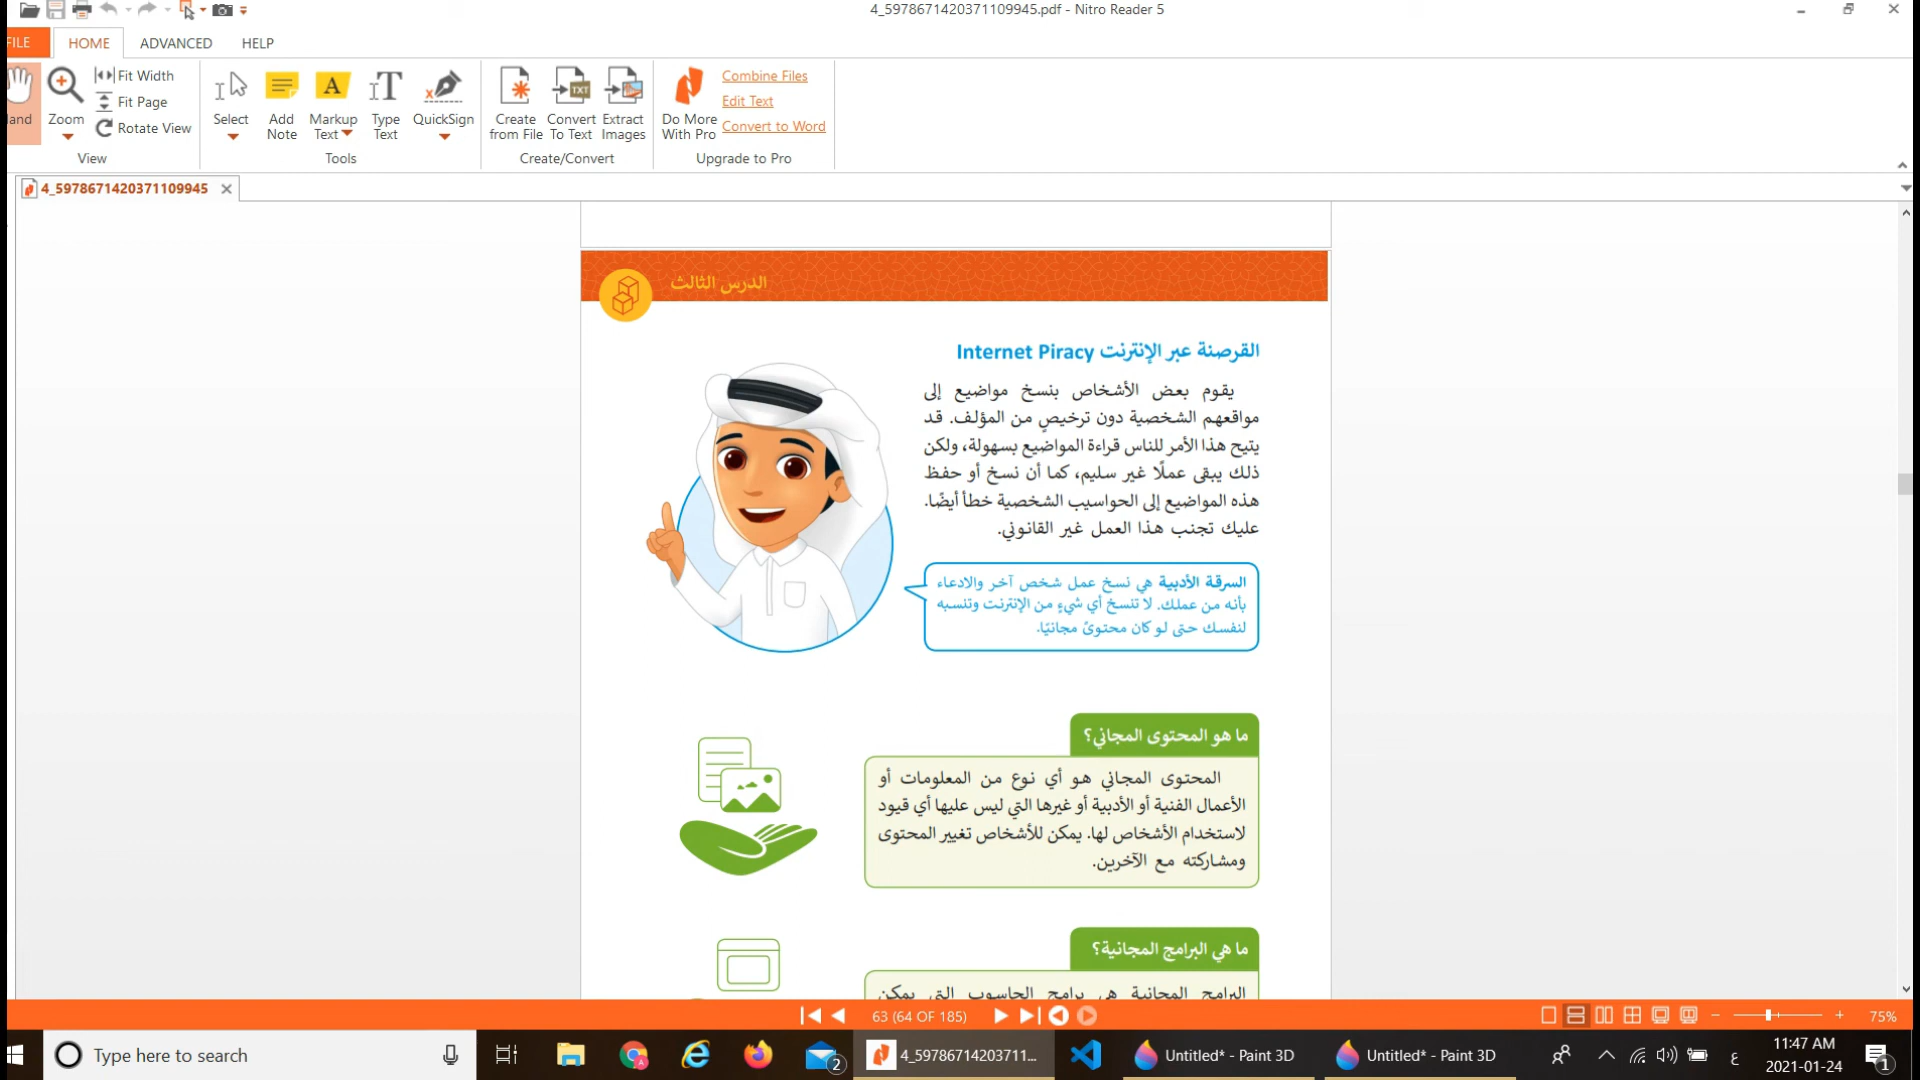 4_5978671420371109945.pdf - Nitro Reader 5
FILE HOME ADVANCED HELP
Fit Width
Fit Page
Rotate View
Zoom
View
Select
Add Note
Markup Text
Type Text
QuickSign
Tools
Create from File
Convert To Text
Extract Images
Create/Convert
Do More With Pro
Combine Files
Edit Text
Convert to Word
Upgrade to Pro
4_5978671420371109945
الدرس الثالث
القرصنة عبر الإنترنت Internet Piracy
يقوم بعض الأشخاص بنسخ مواضيع إلى
مواقعهم الشخصية دون ترخيصٍ من المؤلف. قد
يتيح هذا الأمر للناس قراءة المواضيع بسهولة، ولكن
ذلك يبقى عملًا غير سليم، كما أن نسخ أو حفظ
هذه المواضيع إلى الحواسيب الشخصية خطأ أيضًا.
عليك تجنب هذا العمل غير القانوني.
السرقة الأدبية هي نسخ عمل شخص آخر والادعاء
بأنه من عملك. لا تنسخ أي شيءٍ من الإنترنت وتنسبه
لنفسك حتى لو كان محتوىً مجانيًا.
ما هو المحتوى المجاني؟
المحتوى المجاني هو أي نوع من المعلومات أو
الأعمال الفنية أو الأدبية أو غيرها التي ليس عليها أي قيود
لاستخدام الأشخاص لها. يمكن للأشخاص تغيير المحتوى
ومشاركته مع الآخرين.
ما هي البرامج المجانية؟
البرامج المجانية هي برامج الحاسوب التي يمكن
63 (64 OF 185)
75%
Type here to search
2
4_59786714203711...
Untitled* - Paint 3D
Untitled* - Paint 3D
ع
11:47 AM
2021-01-24
1